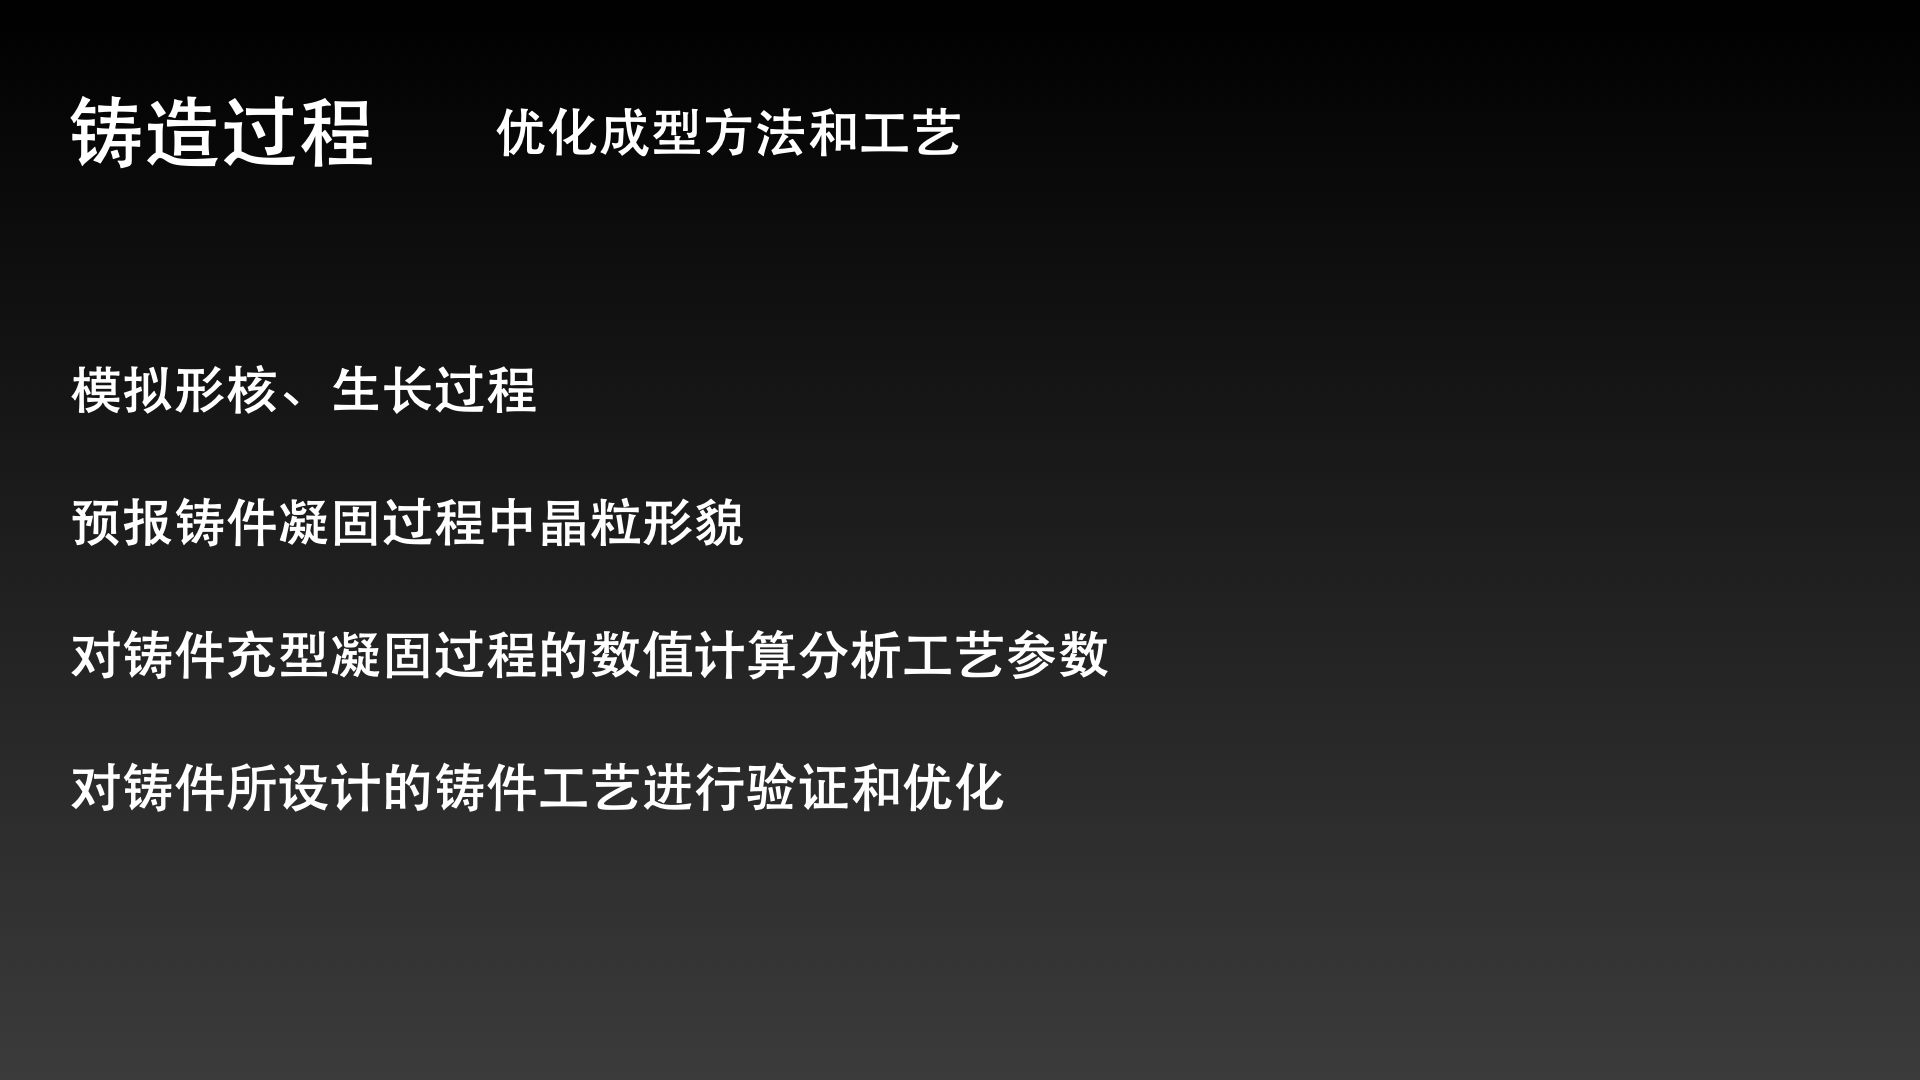 铸造过程 优化成型方法和工艺
模拟形核、生长过程
预报铸件凝固过程中晶粒形貌
对铸件充型凝固过程的数值计算分析工艺参数
对铸件所设计的铸件工艺进行验证和优化